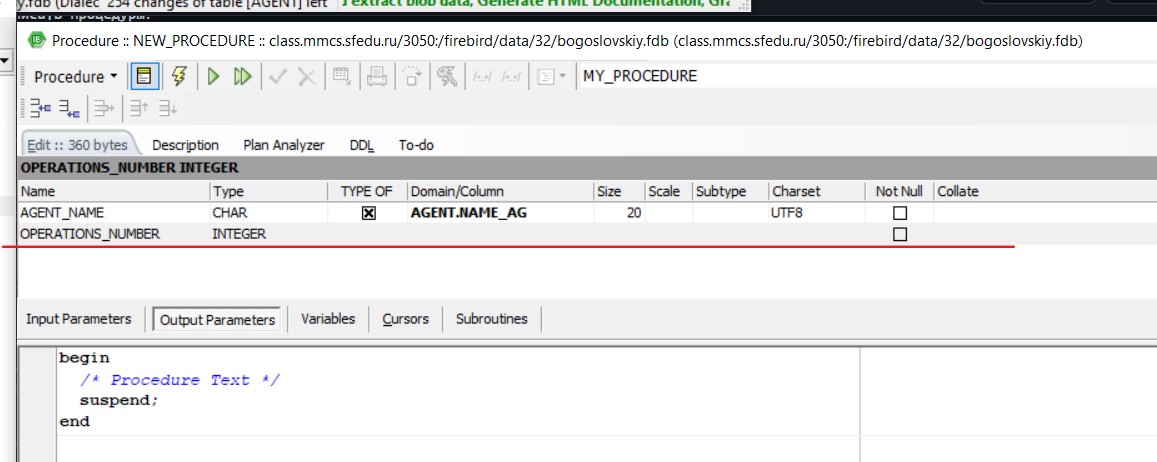 y.fdb (Dialec 254 changes of table [AGENT] left
extract blob data, Generate HTML Documentation, Gra
процедуры.
Procedure :: NEW_PROCEDURE :: class.mmcs.sfedu.ru/3050:/firebird/data/32/bogoslovskiy.fdb (class.mmcs.sfedu.ru/3050:/firebird/data/32/bogoslovskiy.fdb)
Procedure MY_PROCEDURE
Edit :: 360 bytes Description Plan Analyzer DDL To-do
OPERATIONS_NUMBER INTEGER
Name Type TYPE OF Domain/Column Size Scale Subtype Charset Not Null Collate
AGENT_NAME CHAR AGENT.NAME_AG 20 UTF8
OPERATIONS_NUMBER INTEGER
Input Parameters Output Parameters Variables Cursors Subroutines
begin
/* Procedure Text */
suspend;
end